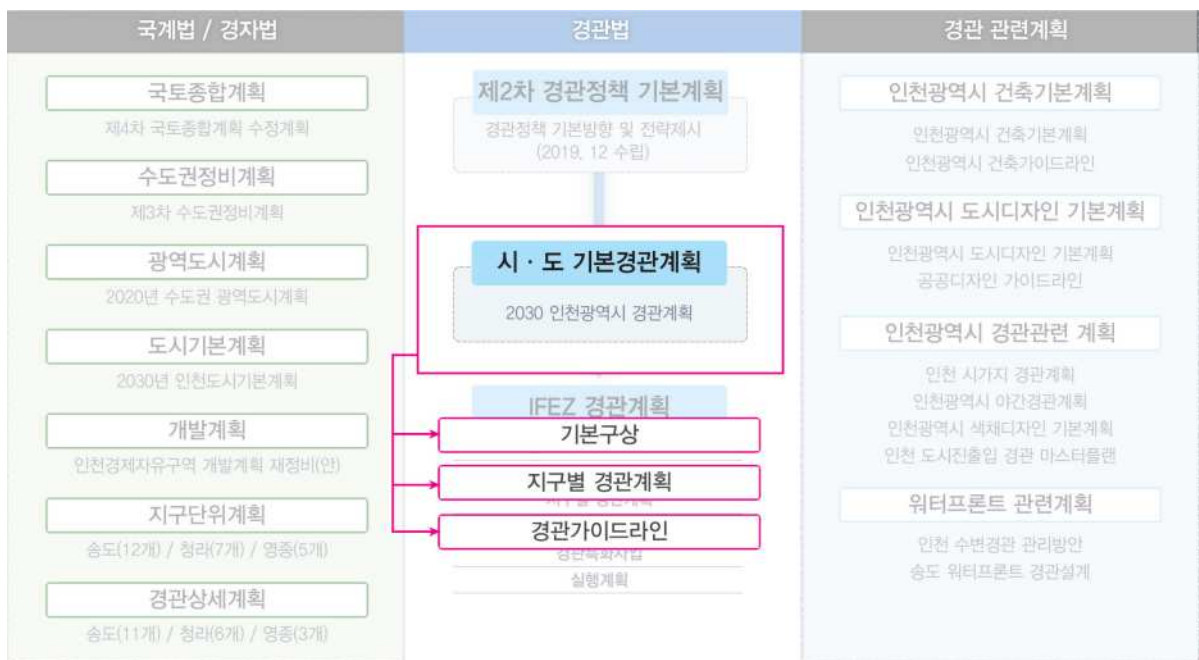 국계법 / 경자법
국토종합계획
제4차 국토종합계획 수정계획
수도권정비계획
제3차 수도권정비계획
광역도시계획
2020년 수도권 광역도시계획
도시기본계획
2030년 인천도시기본계획
개발계획
인천경제자유구역 개발계획 재정비(안)
지구단위계획
송도(12개) / 청라(7개) / 영종(5개)
경관상세계획
송도(11개) / 청라(6개) / 영종(3개)
경관법
제2차 경관정책 기본계획
경관정책 기본방향 및 전략제시
(2019. 12 수립)
시 · 도 기본경관계획
2030 인천광역시 경관계획
IFEZ 경관계획
기본구상
지구별 경관계획
경관가이드라인
경관특화사업
실행계획
경관 관련계획
인천광역시 건축기본계획
인천광역시 건축기본계획
인천광역시 건축가이드라인
인천광역시 도시디자인 기본계획
인천광역시 도시디자인 기본계획
공공디자인 가이드라인
인천광역시 경관관련 계획
인천 시가지 경관계획
인천광역시 야간경관계획
인천광역시 색채디자인 기본계획
인천 도시진출입 경관 마스터플랜
워터프론트 관련계획
인천 수변경관 관리방안
송도 워터프론트 경관설계